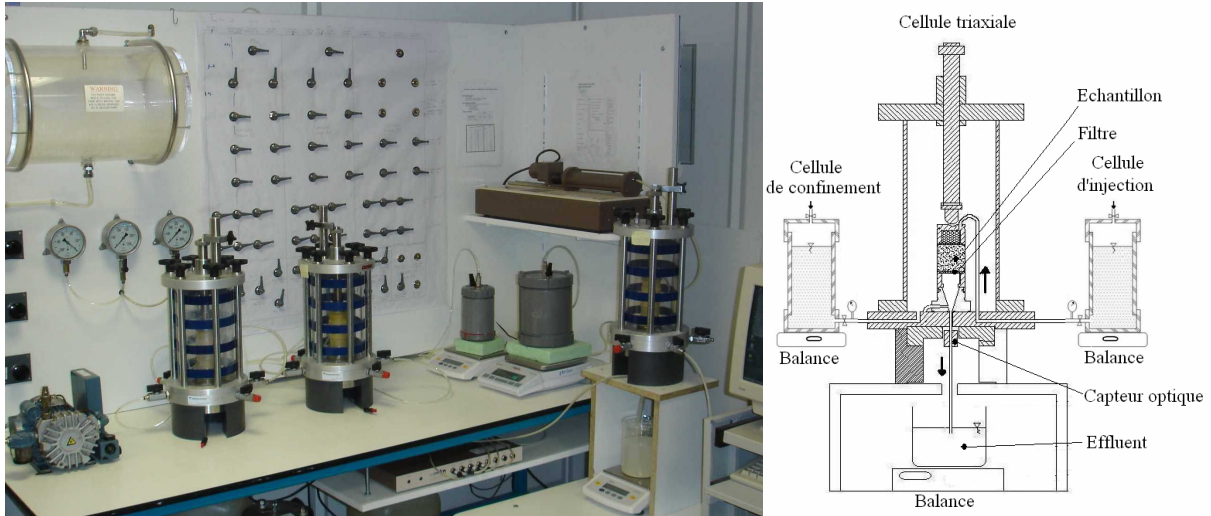 WARNING
Cellule triaxiale
Echantillon
Filtre
Cellule
de confinement
Cellule
d'injection
Balance
Balance
Capteur optique
Effluent
Balance